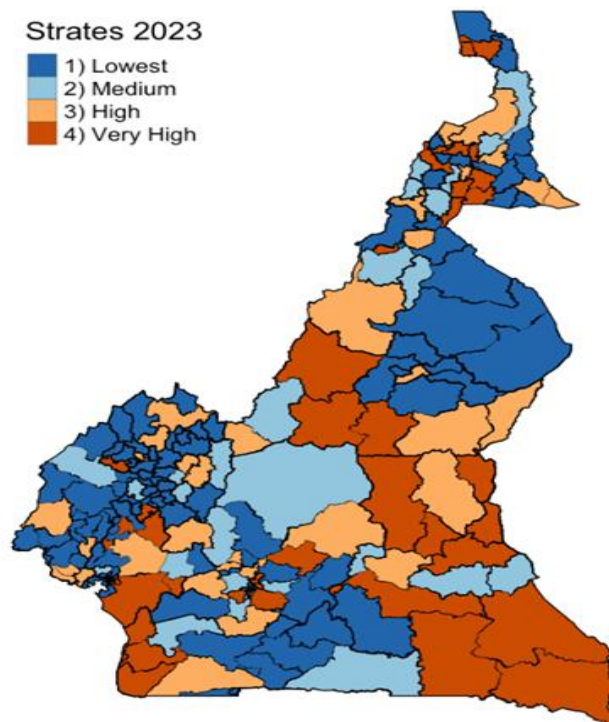 Strates 2023
1) Lowest
2) Medium
3) High
4) Very High